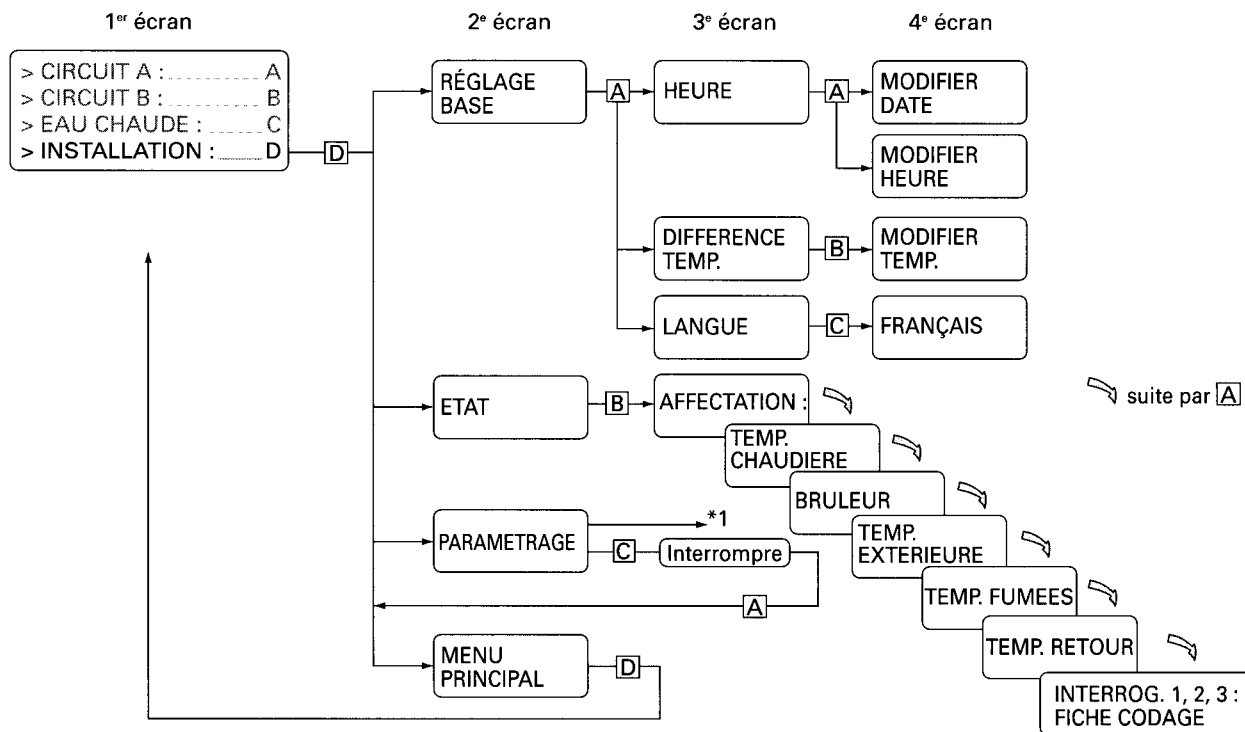 1er écran
2e écran
3e écran
4e écran
> CIRCUIT A : A
> CIRCUIT B : B
> EAU CHAUDE : C
> INSTALLATION : D
D
RÉGLAGE
BASE
A
HEURE
A
MODIFIER
DATE
MODIFIER
HEURE
DIFFERENCE
TEMP.
B
MODIFIER
TEMP.
LANGUE
C
FRANÇAIS
ETAT
B
AFFECTATION :
suite par A
TEMP.
CHAUDIERE
BRULEUR
TEMP.
EXTERIEURE
TEMP. FUMEES
TEMP. RETOUR
INTERROG. 1, 2, 3 :
FICHE CODAGE
PARAMETRAGE
*1
C
Interrompre
A
MENU
PRINCIPAL
D